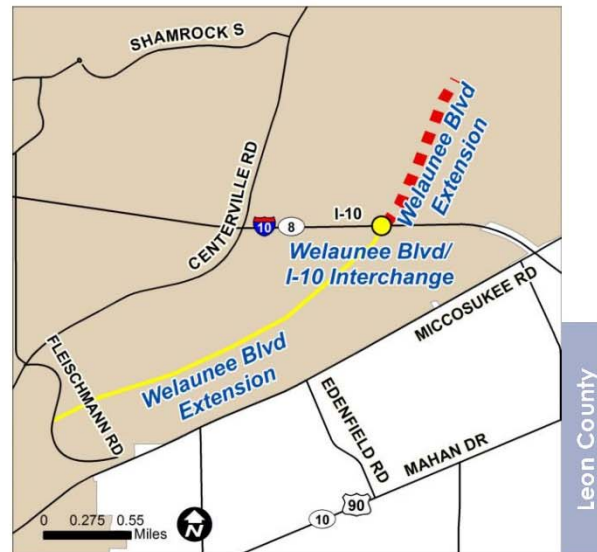 SHAMROCK S
CENTERVILLE RD
Welaunee Blvd
Extension
I-10
10
8
Welaunee Blvd/
I-10 Interchange
MICCOSUKEE RD
FLEISCHMANN RD
Welaunee Blvd
Extension
EDENFIELD RD
MAHAN DR
10
90
0 0.275 0.55
Miles
N
Leon County